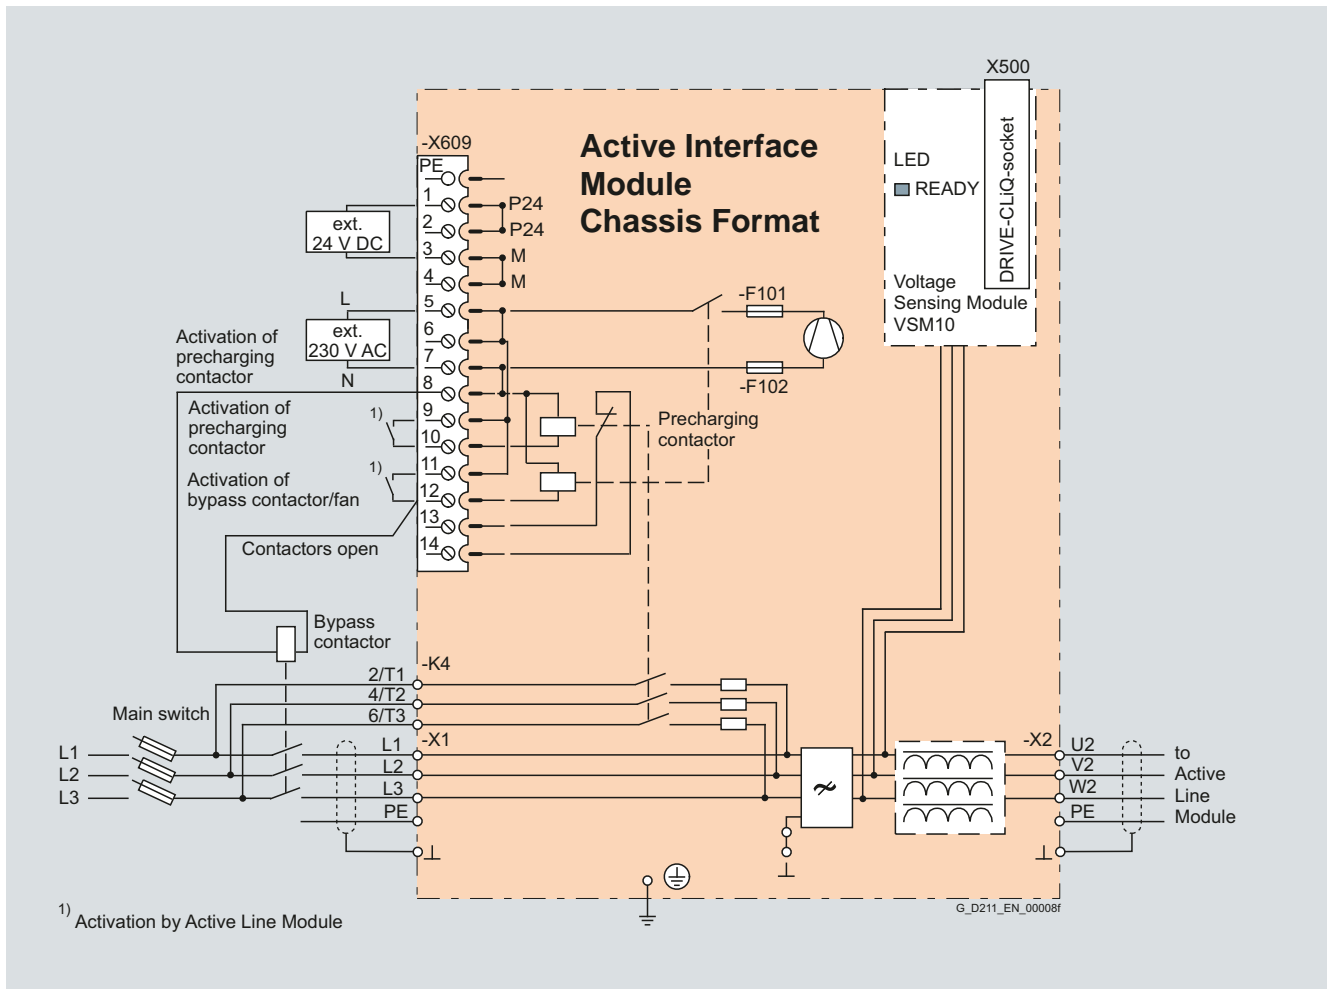 X500
Active Interface
Module
Chassis Format
LED
READY
DRIVE-CLiQ-socket
Voltage
Sensing Module
VSM10
-X609
PE
1
2
3
4
5
6
7
8
9
10
11
12
13
14
P24
P24
M
M
ext.
24 V DC
L
ext.
230 V AC
N
-F101
-F102
Activation of
precharging
contactor
1)
Activation of
precharging
contactor
1)
Activation of
bypass contactor/fan
Contactors open
Precharging
contactor
Bypass
contactor
-K4
2/T1
4/T2
6/T3
Main switch
-X1
L1
L2
L3
L1
L2
L3
PE
~
-X2
U2
V2
W2
PE
to
Active
Line
Module
G_D211_EN_00008f
1) Activation by Active Line Module